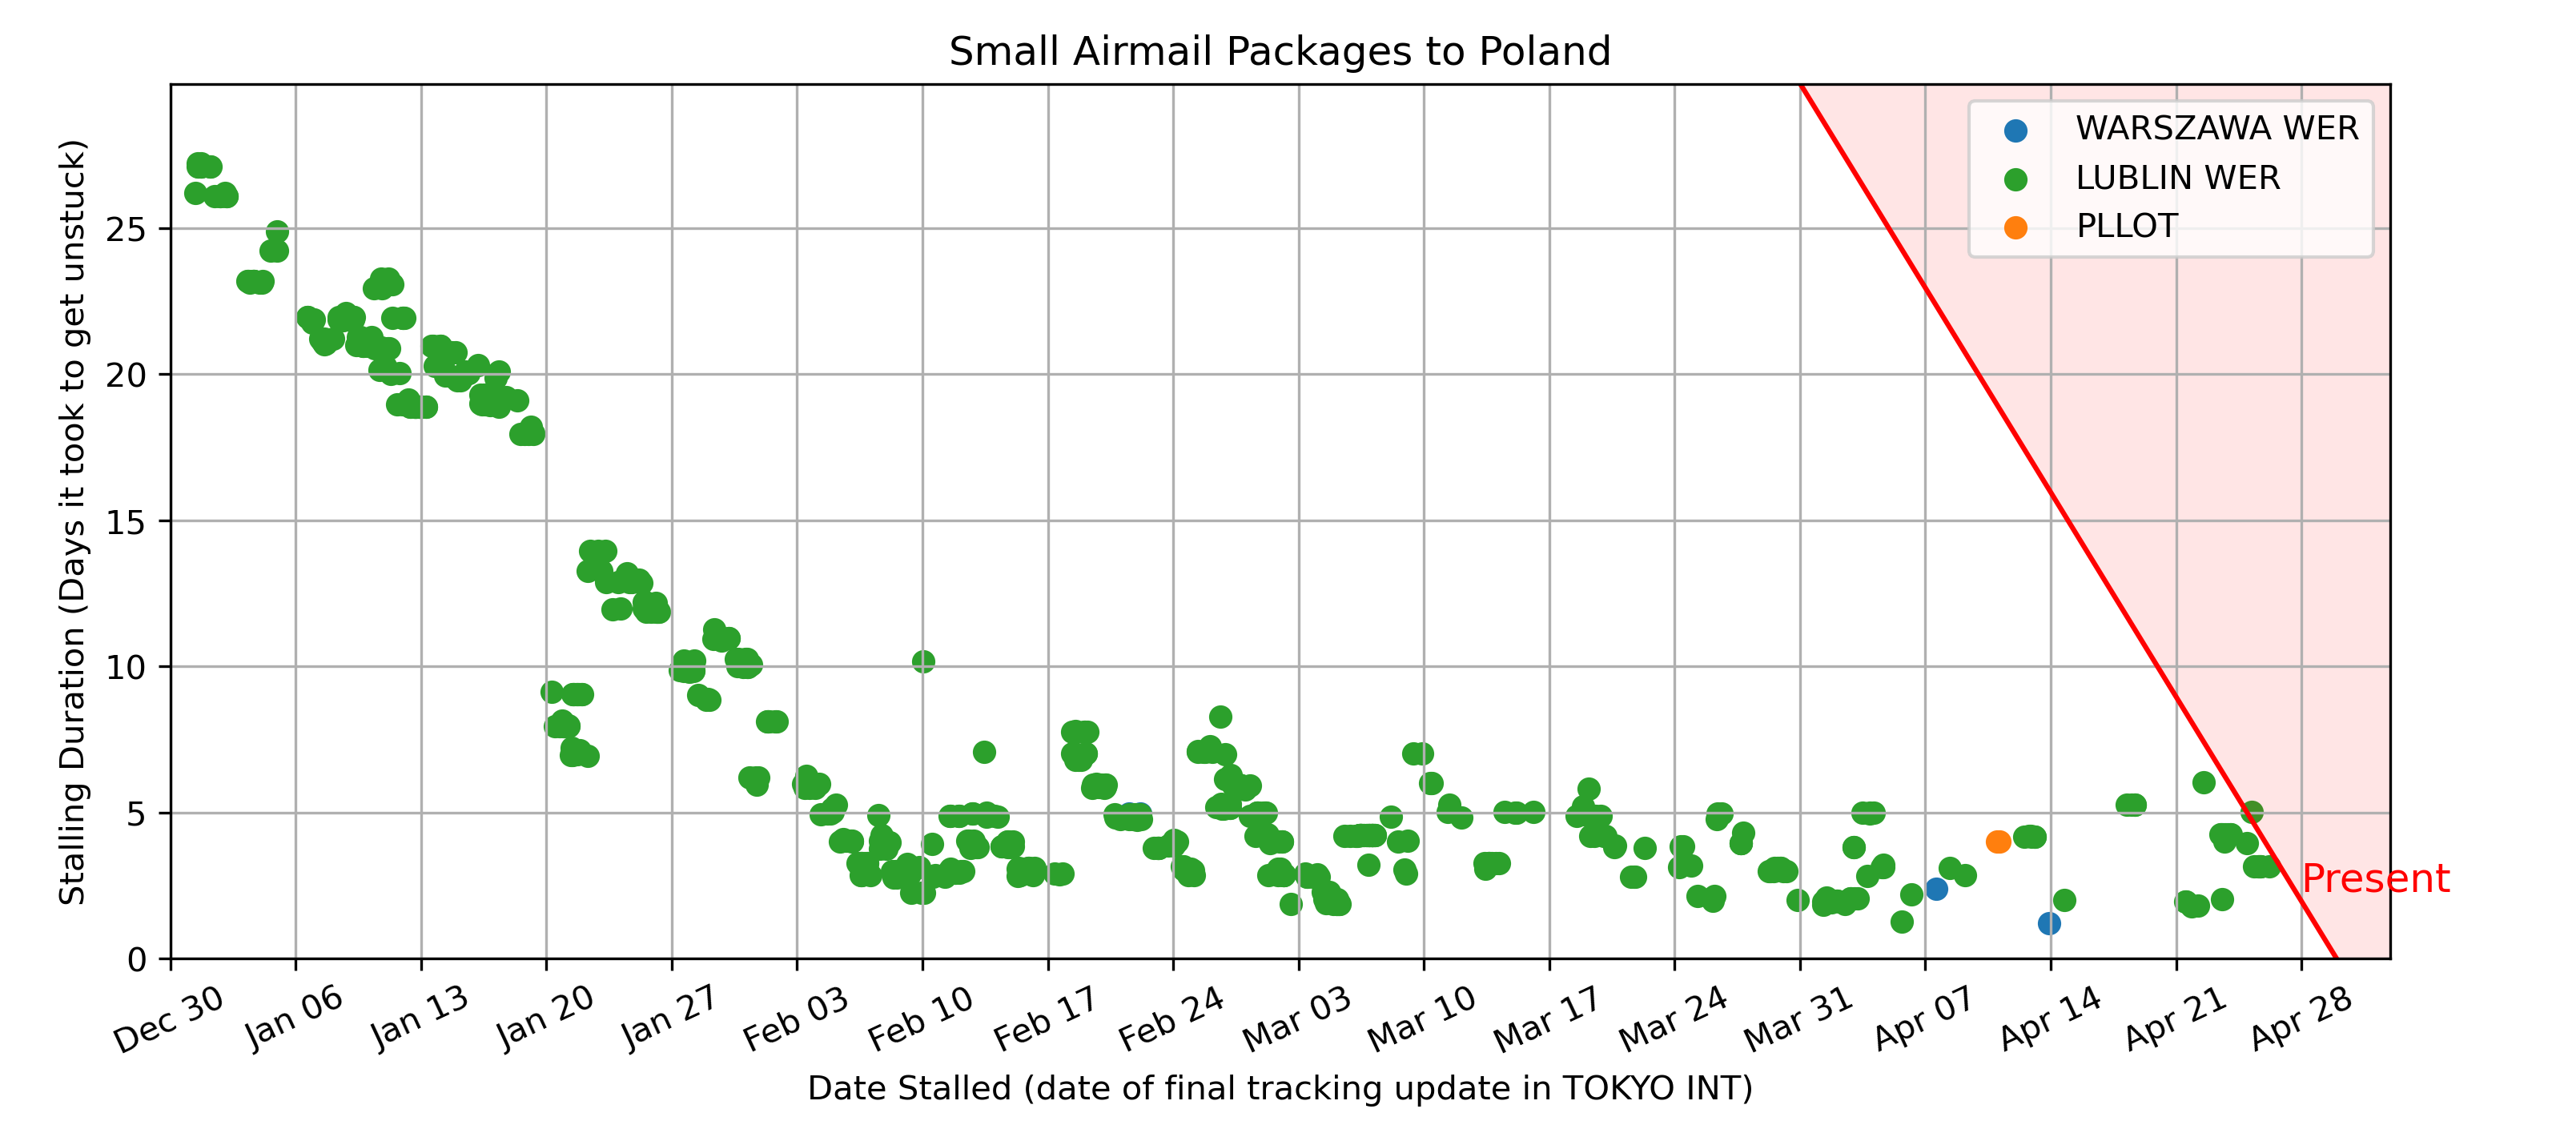 Small Airmail Packages to Poland
WARSZAWA WER
LUBLIN WER
PLLOT
Stalling Duration (Days it took to get unstuck)
25
20
15
10
5
0
Present
Dec 30
Jan 06
Jan 13
Jan 20
Jan 27
Feb 03
Feb 10
Feb 17
Feb 24
Mar 03
Mar 10
Mar 17
Mar 24
Mar 31
Apr 07
Apr 14
Apr 21
Apr 28
Date Stalled (date of final tracking update in TOKYO INT)